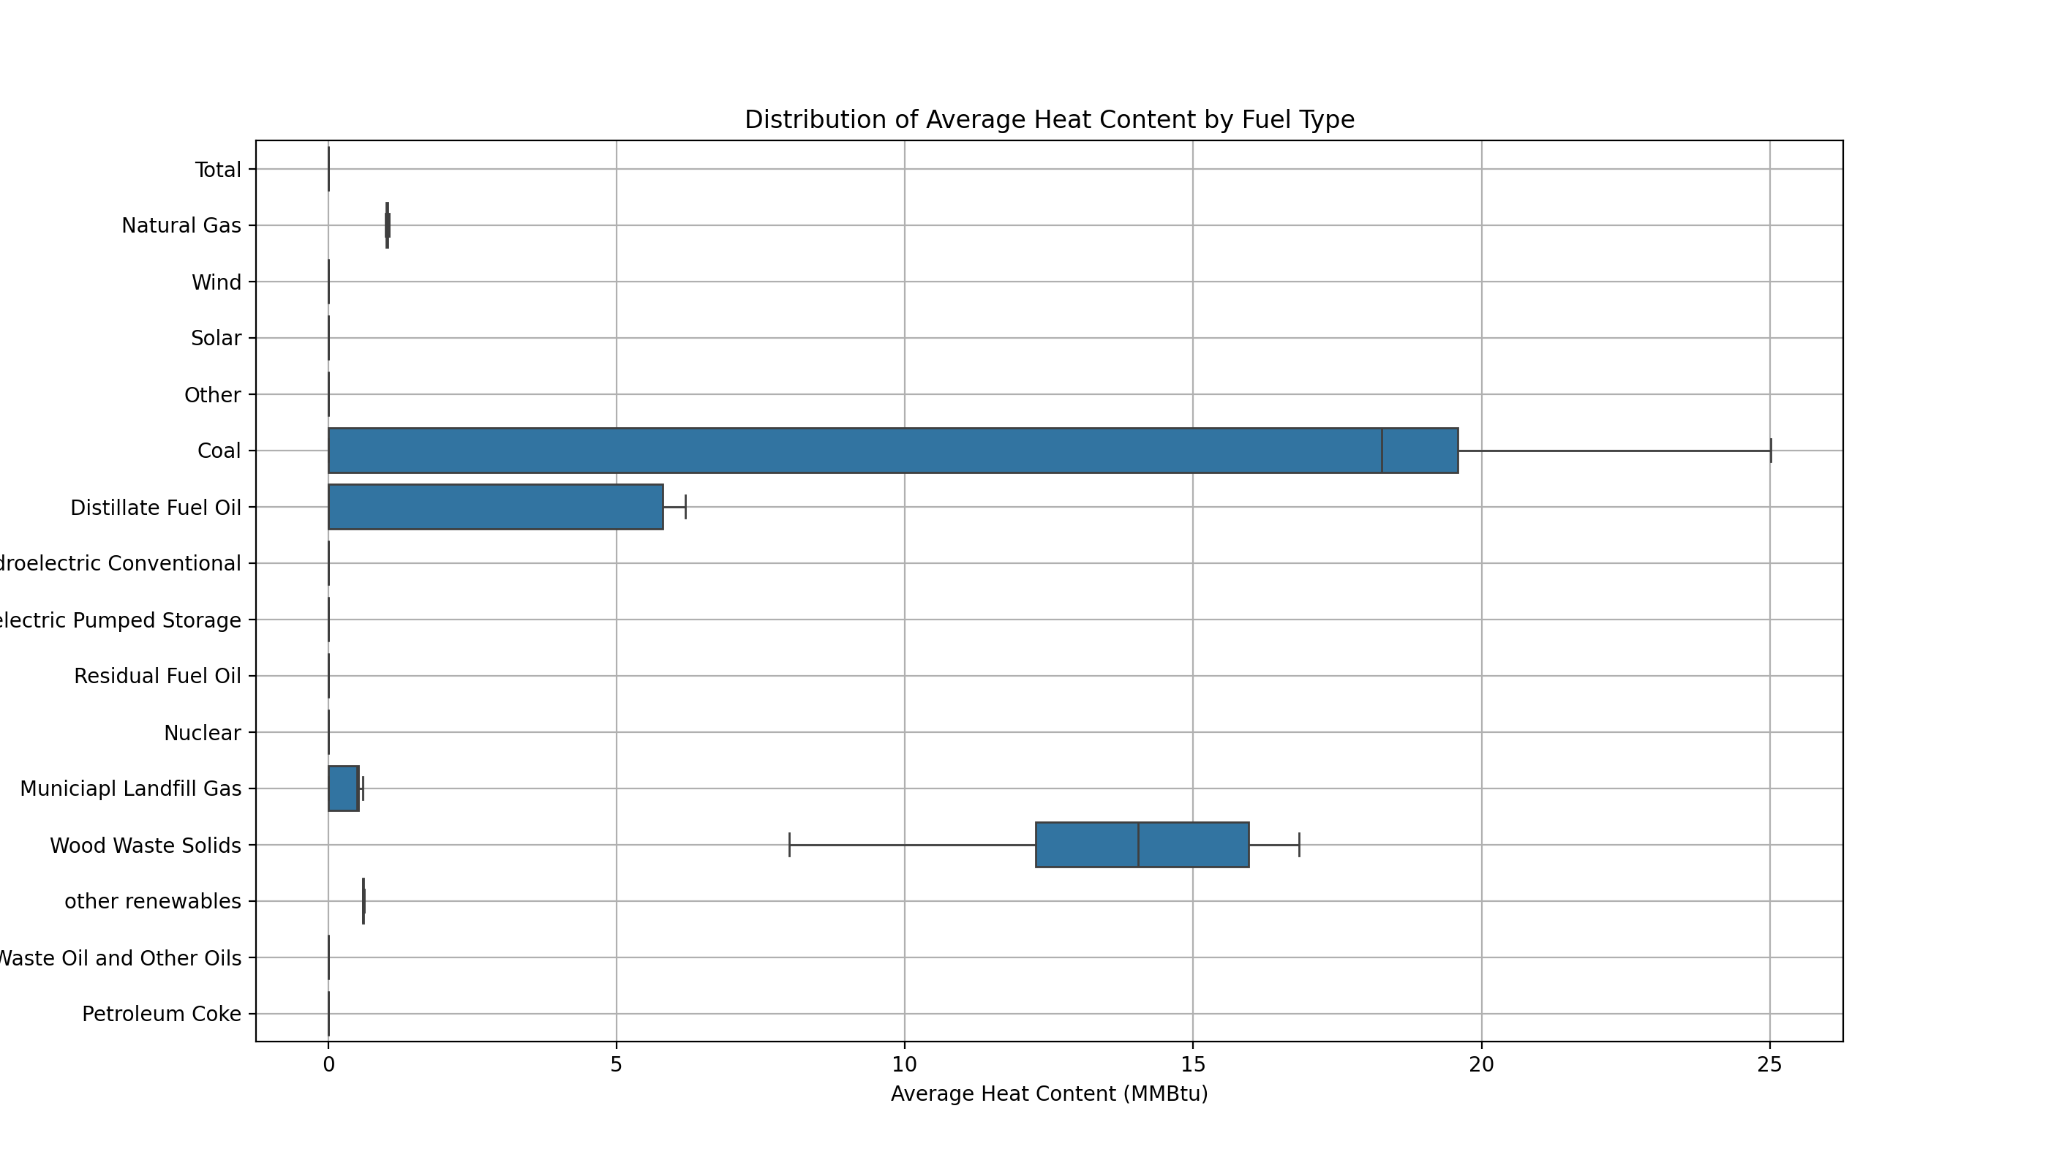 Distribution of Average Heat Content by Fuel Type
Total
Natural Gas
Wind
Solar
Other
Coal
Distillate Fuel Oil
droelectric Conventional
electric Pumped Storage
Residual Fuel Oil
Nuclear
Municiapl Landfill Gas
Wood Waste Solids
other renewables
Waste Oil and Other Oils
Petroleum Coke
0 5 10 15 20 25
Average Heat Content (MMBtu)